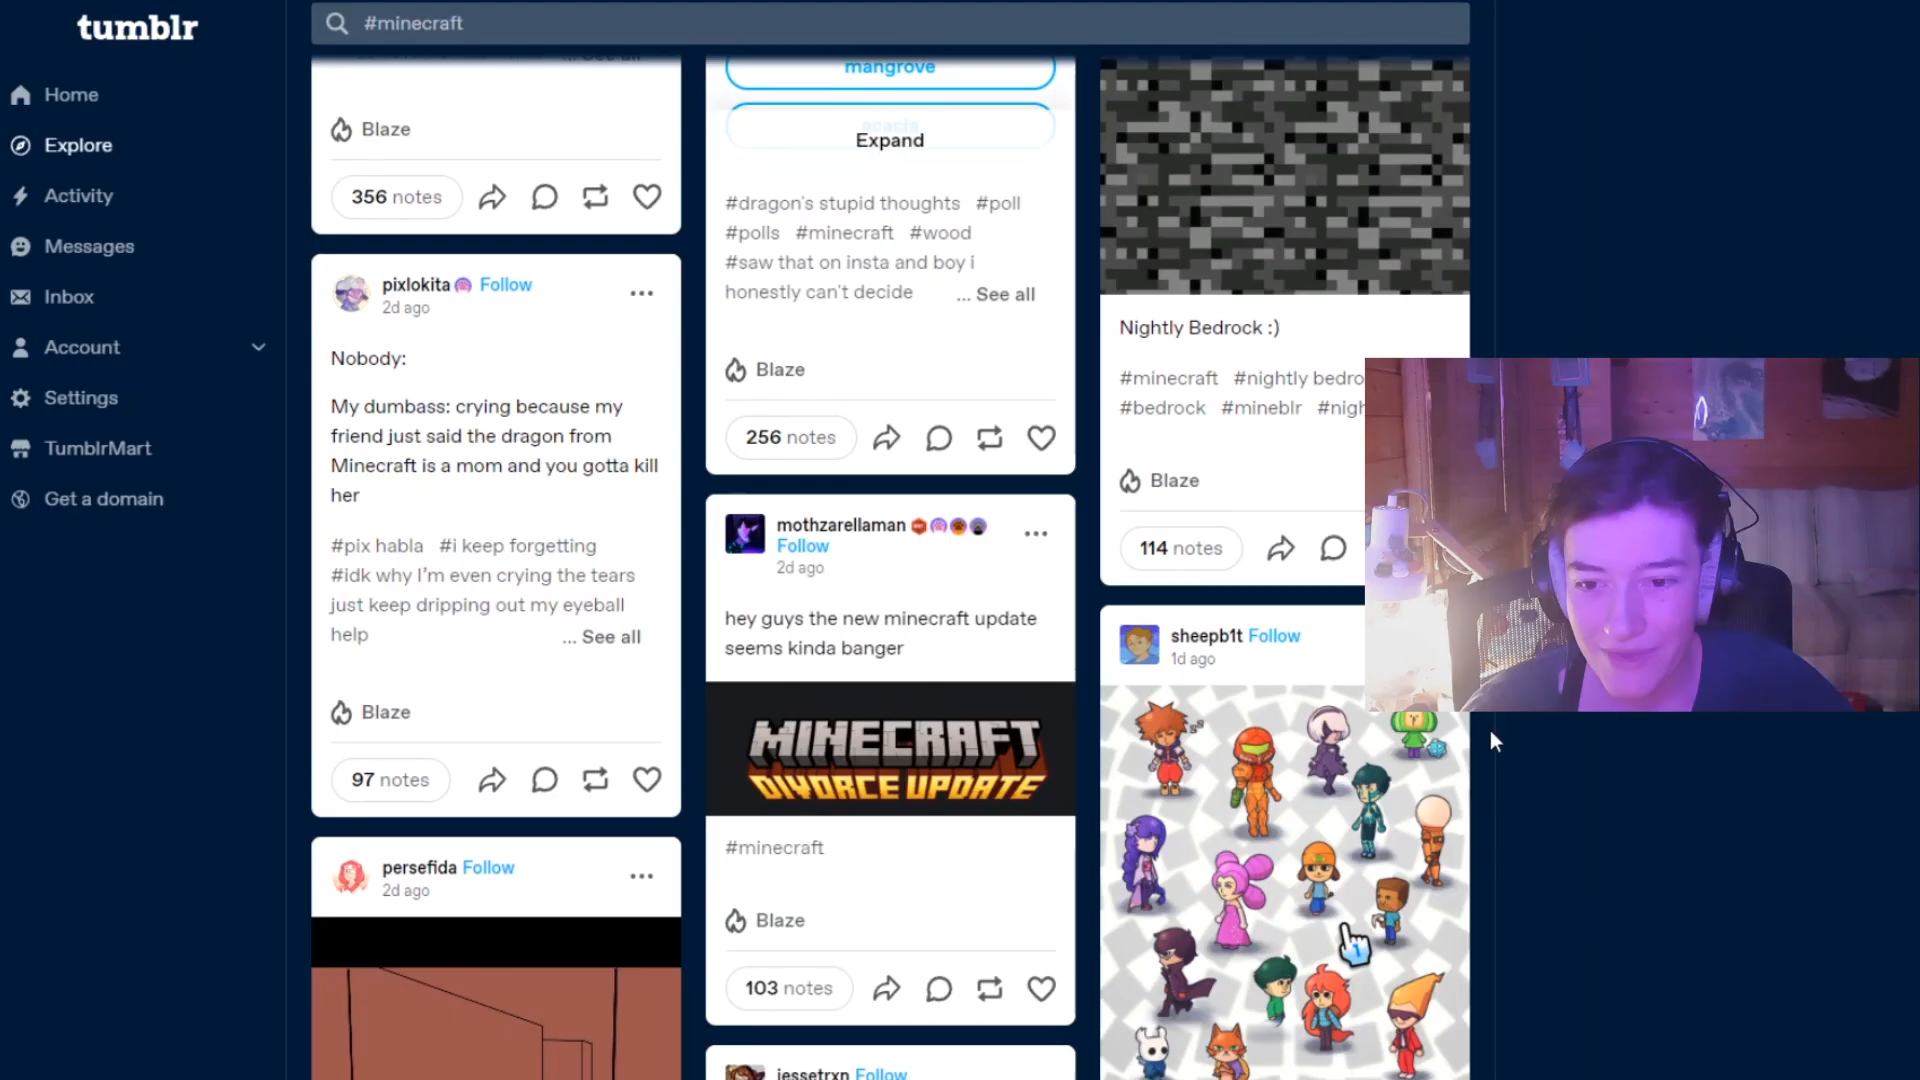 tumblr
#minecraft
Home
Explore
Activity
Messages
Inbox
Account
Settings
TumblrMart
Get a domain
... See all
Blaze
356 notes
pixlokita Follow
2d ago
Nobody:
My dumbass: crying because my
friend just said the dragon from
Minecraft is a mom and you gotta kill
her
#pix habla #i keep forgetting
#idk why I'm even crying the tears
just keep dripping out my eyeball
help ... See all
Blaze
97 notes
persefida Follow
2d ago
mangrove
acacia
Expand
#dragon's stupid thoughts #poll
#polls #minecraft #wood
#saw that on insta and boy i
honestly can't decide ... See all
Blaze
256 notes
mothzarellaman
Follow
2d ago
hey guys the new minecraft update
seems kinda banger
MINECRAFT
DIVORCE UPDATE
#minecraft
Blaze
103 notes
jessetrxn Follow
Nightly Bedrock :)
#minecraft #nightly bedro
#bedrock #mineblr #nigh
Blaze
114 notes
sheepb1t Follow
1d ago